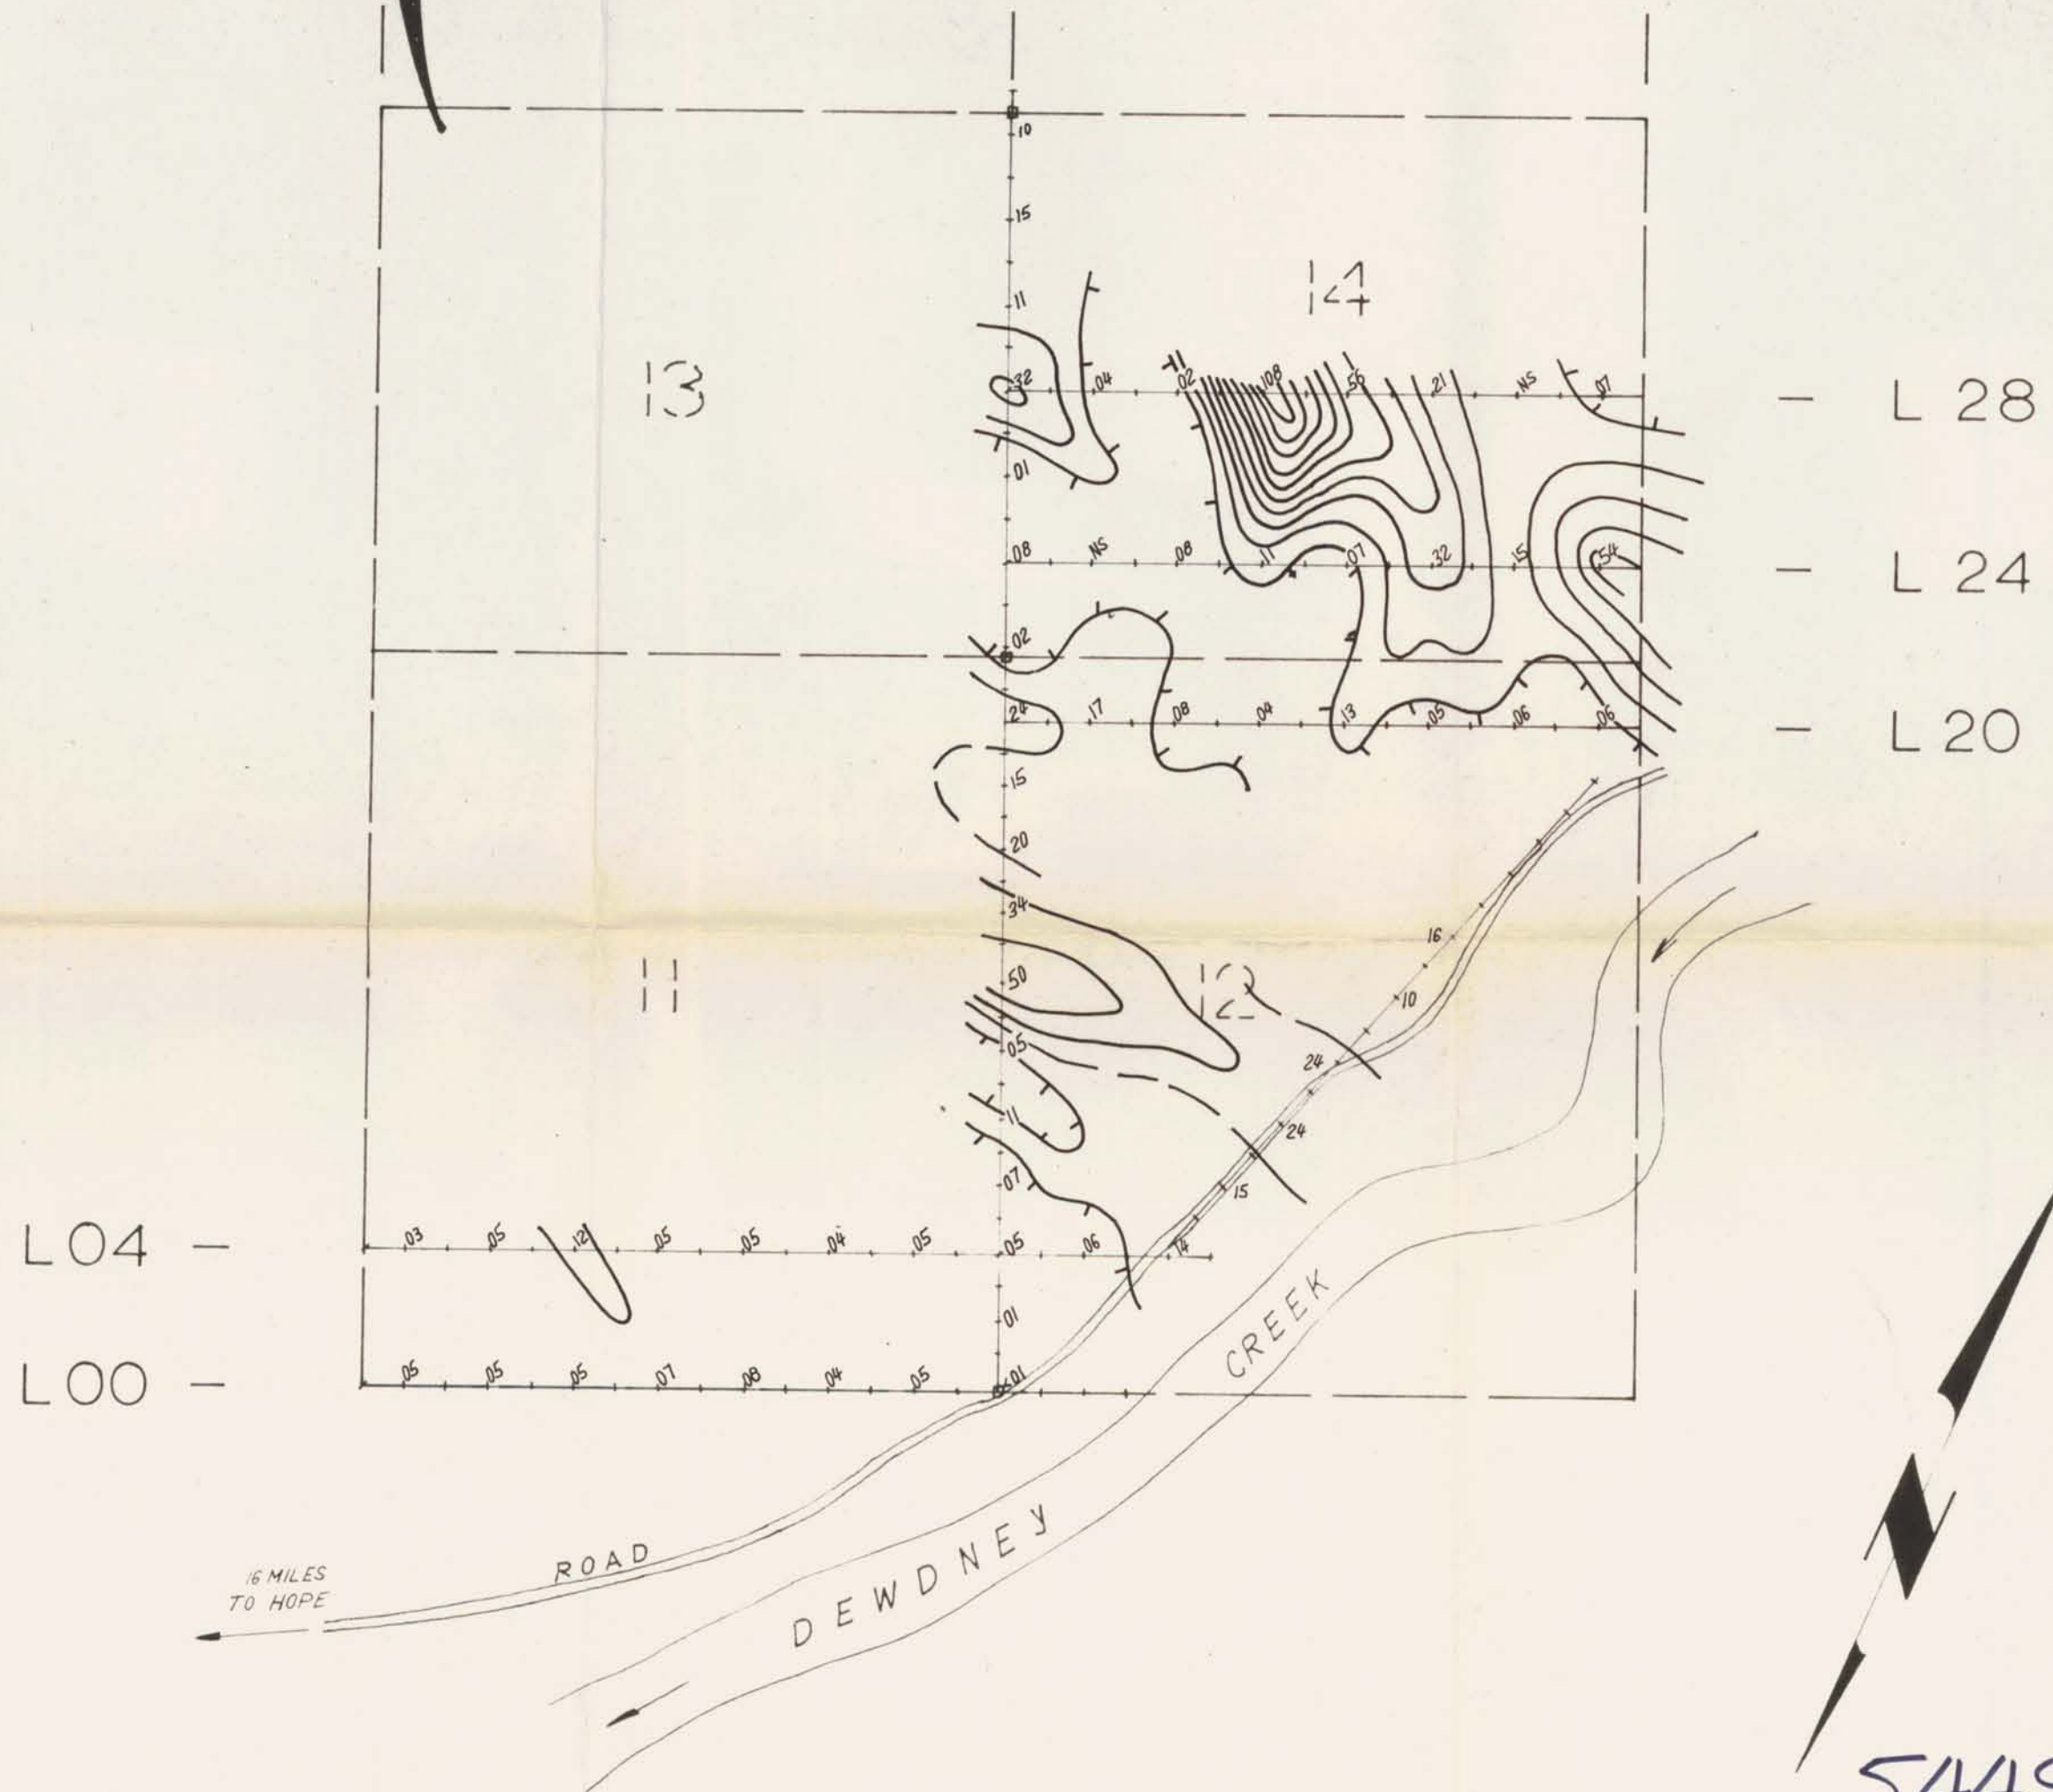 10
15
14
11
13
32 04 02 108 56 21 NS 07
L 28
01
08 NS 08 11 07 32 15 54
L 24
02
24 17 08 04 13 05 06 06
L 20
15
20
34
16
11
12
50
10
05
24
11
24
07
15
L 04
03 05 12 05 05 04 05 05 06 14
01
L 00
05 05 05 07 08 04 05 01
CREEK
DEWDNEY
ROAD
16 MILES
TO HOPE
N